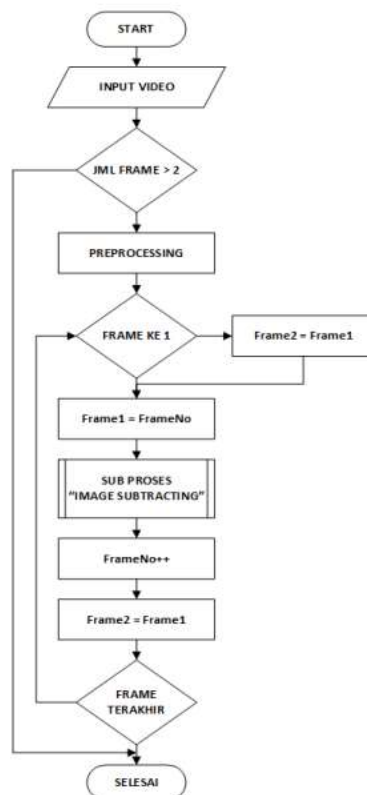 START
INPUT VIDEO
JML FRAME > 2
PREPROCESSING
FRAME KE 1
Frame2 = Frame1
Frame1 = FrameNo
SUB PROSES
"IMAGE SUBTRACTING"
FrameNo++
Frame2 = Frame1
FRAME
TERAKHIR
SELESAI